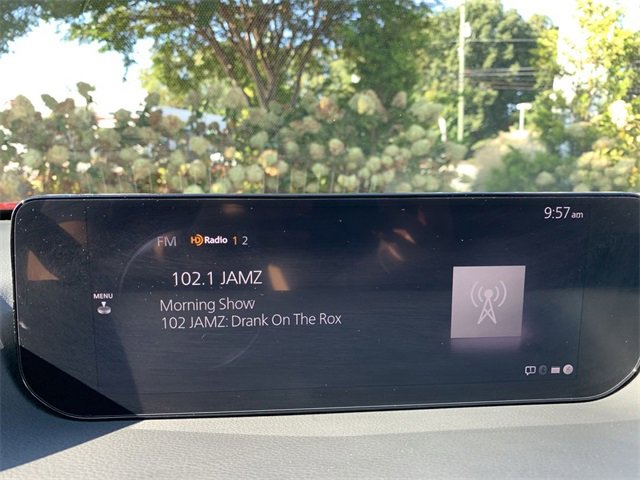 9:57 am
FM HD Radio 1 2
102.1 JAMZ
MENU
Morning Show
102 JAMZ: Drank On The Rox